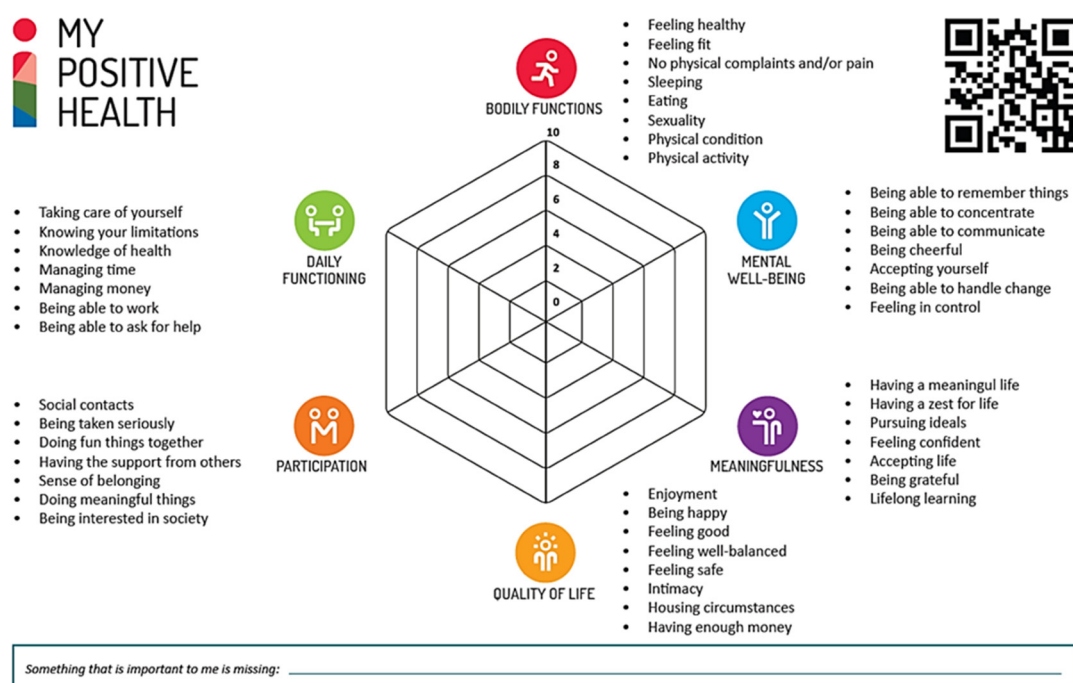 MY
POSITIVE
HEALTH
BODILY FUNCTIONS
• Feeling healthy
• Feeling fit
• No physical complaints and/or pain
• Sleeping
• Eating
• Sexuality
• Physical condition
• Physical activity
10
8
6
4
2
0
MENTAL
WELL-BEING
• Being able to remember things
• Being able to concentrate
• Being able to communicate
• Being cheerful
• Accepting yourself
• Being able to handle change
• Feeling in control
MEANINGFULNESS
• Having a meaningul life
• Having a zest for life
• Pursuing ideals
• Feeling confident
• Accepting life
• Being grateful
• Lifelong learning
QUALITY OF LIFE
• Enjoyment
• Being happy
• Feeling good
• Feeling well-balanced
• Feeling safe
• Intimacy
• Housing circumstances
• Having enough money
PARTICIPATION
• Social contacts
• Being taken seriously
• Doing fun things together
• Having the support from others
• Sense of belonging
• Doing meaningful things
• Being interested in society
DAILY
FUNCTIONING
• Taking care of yourself
• Knowing your limitations
• Knowledge of health
• Managing time
• Managing money
• Being able to work
• Being able to ask for help
Something that is important to me is missing: